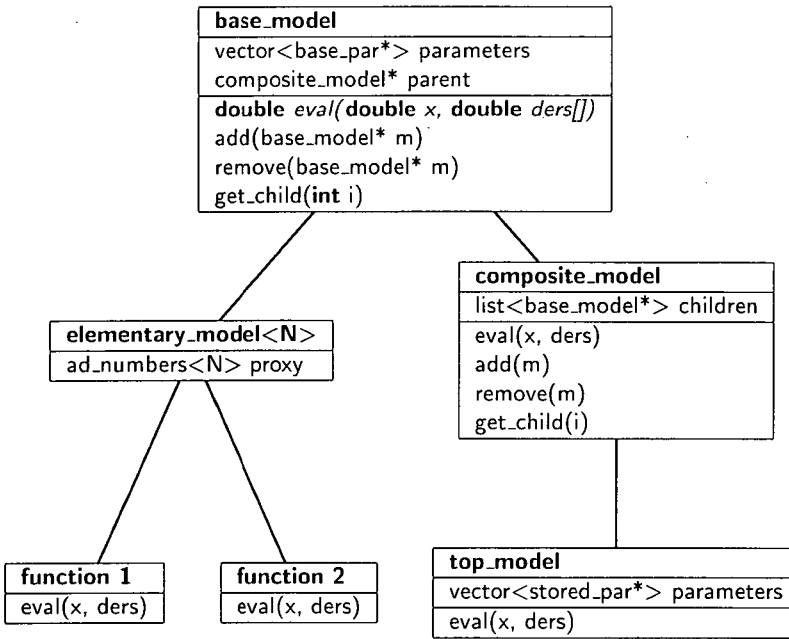 base_model
vector<base_par*> parameters
composite_model* parent
double eval(double x, double ders[])
add(base_model* m)
remove(base_model* m)
get_child(int i)
composite_model
list<base_model*> children
eval(x, ders)
add(m)
remove(m)
get_child(i)
elementary_model<N>
ad_numbers<N> proxy
function 1
eval(x, ders)
function 2
eval(x, ders)
top_model
vector<stored_par*> parameters
eval(x, ders)